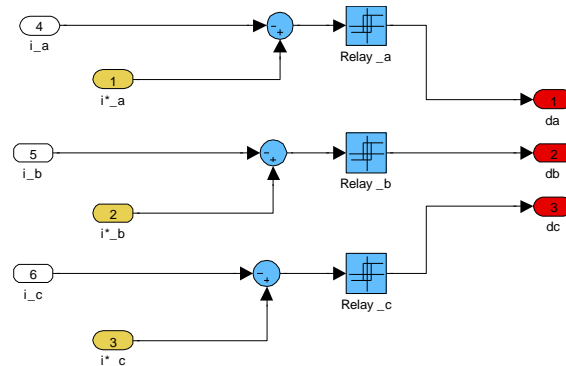 4
i_a
- +
Relay _a
1
i*_a
1
da
5
i_b
- +
Relay _b
2
db
2
i*_b
3
dc
6
i_c
- +
Relay _c
3
i*_c